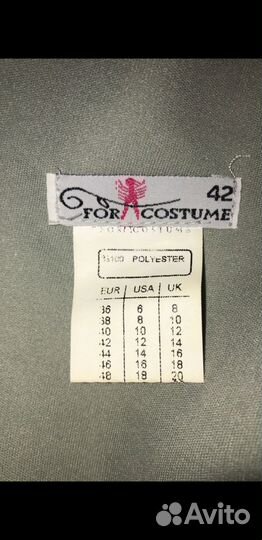 42
FOR COSTUME
%100 POLYESTER
EUR USA UK
36 6 8
38 8 10
40 10 12
42 12 14
44 14 16
46 16 18
48 18 20
Avito